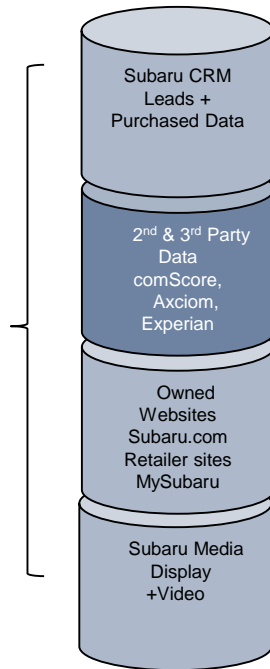 Subaru CRM
Leads +
Purchased Data
2nd & 3rd Party
Data
comScore,
Axciom,
Experian
Owned
Websites
Subaru.com
Retailer sites
MySubaru
Subaru Media
Display
+Video